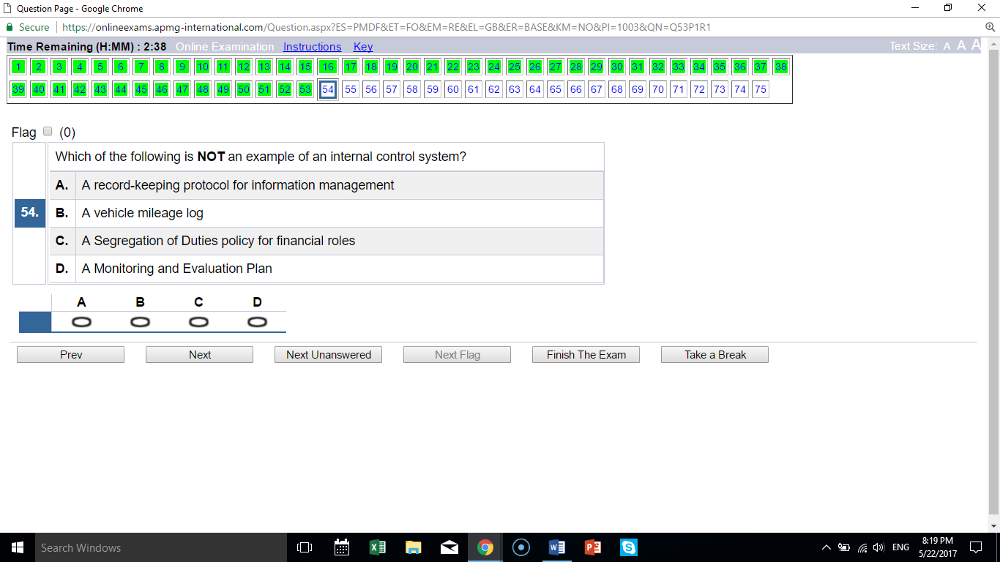 Question Page - Google Chrome
Secure https://onlineexams.apmg-international.com/Question.aspx?ES=PMDF&ET=FO&EM=RE&EL=GB&ER=BASE&KM=NO&PI=1003&QN=Q53P1R1
Time Remaining (H:MM) : 2:38 Online Examination Instructions Key Text Size: A A A
1 2 3 4 5 6 7 8 9 10 11 12 13 14 15 16 17 18 19 20 21 22 23 24 25 26 27 28 29 30 31 32 33 34 35 36 37 38
39 40 41 42 43 44 45 46 47 48 49 50 51 52 53 54 55 56 57 58 59 60 61 62 63 64 65 66 67 68 69 70 71 72 73 74 75
Flag (0)
Which of the following is NOT an example of an internal control system?
A. A record-keeping protocol for information management
54. B. A vehicle mileage log
C. A Segregation of Duties policy for financial roles
D. A Monitoring and Evaluation Plan
A B C D
Prev Next Next Unanswered Next Flag Finish The Exam Take a Break
Search Windows ENG 8:19 PM
5/22/2017